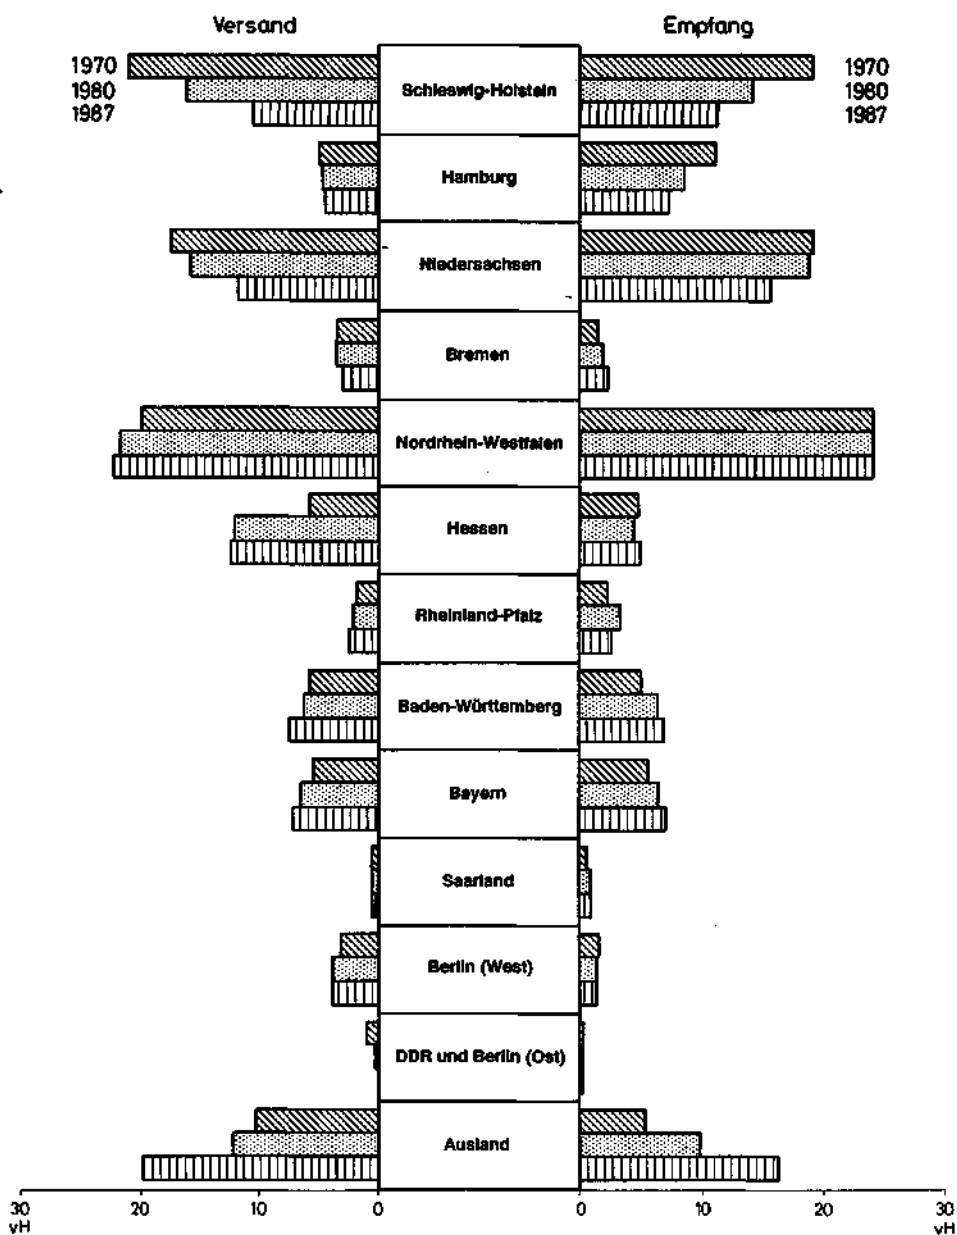 Versand Empfang
1970 Schleswig-Holstein 1970
1980 1980
1987 1987
Hamburg
Niedersachsen
Bremen
Nordrhein-Westfalen
Hessen
Rheinland-Pfalz
Baden-Württemberg
Bayern
Saarland
Berlin (West)
DDR und Berlin (Ost)
Ausland
30 20 10 0 0 10 20 30
vH vH